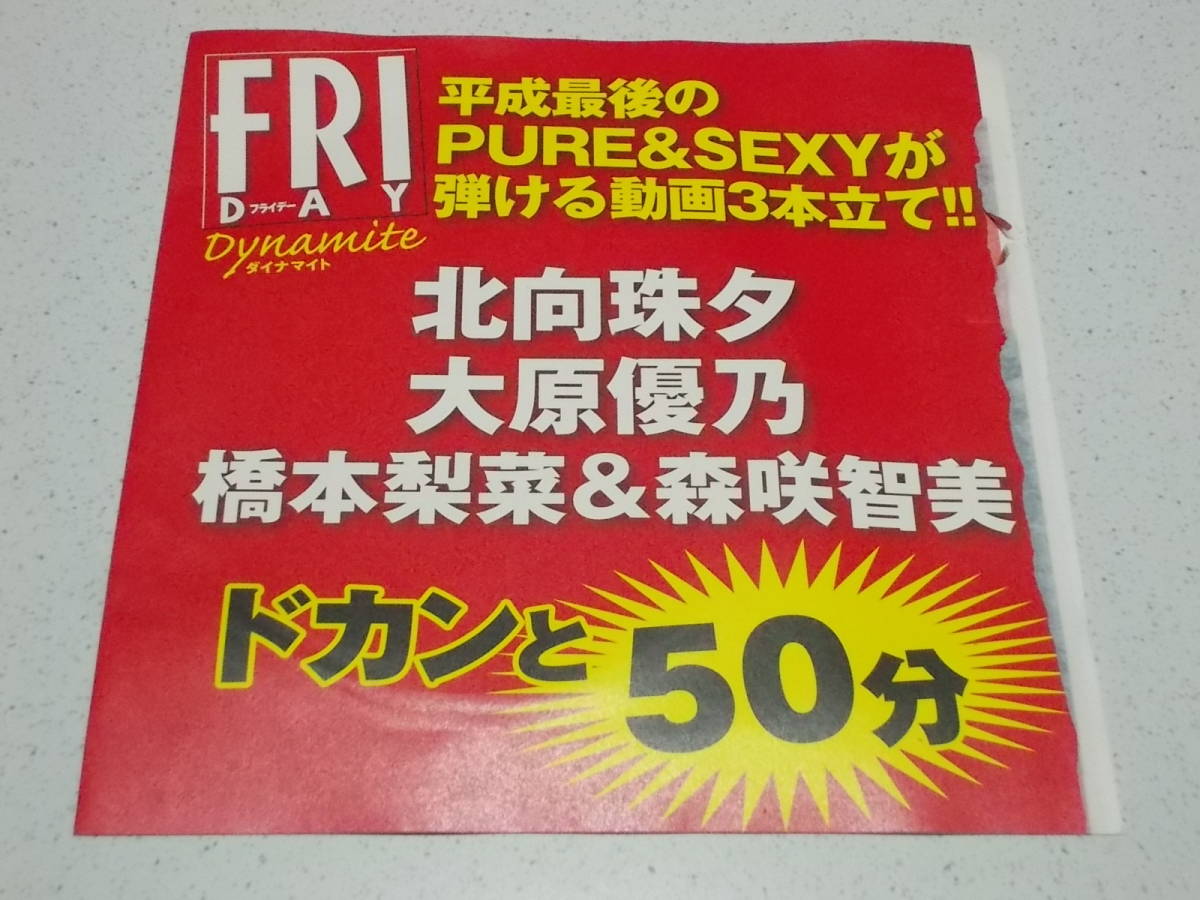 FRI
DAY
フライデー
Dynamite
ダイナマイト
平成最後の
PURE&SEXYが
弾ける動画3本立て!!
北向珠夕
大原優乃
橋本梨菜&森咲智美
ドカンと50分